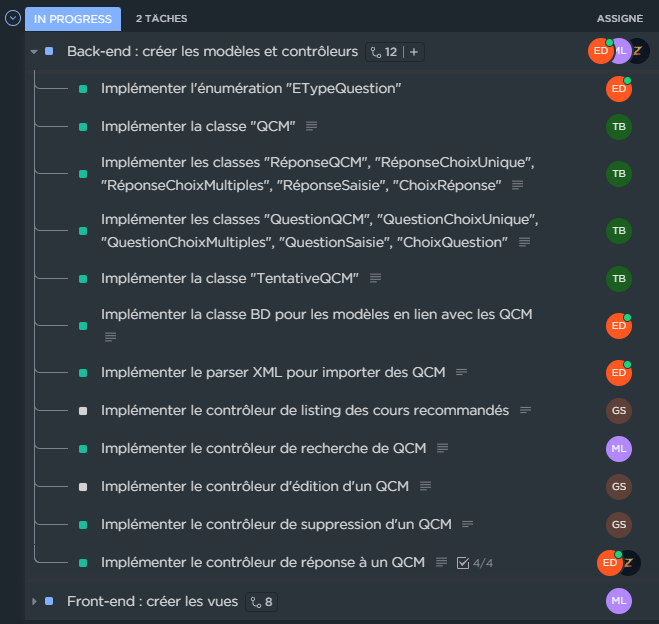 IN PROGRESS 2 TÂCHES ASSIGNÉ
Back-end : créer les modèles et contrôleurs 12 + ED ML Z
Implémenter l'énumération "ETypeQuestion" ED
Implémenter la classe "QCM" TB
Implémenter les classes "RéponseQCM", "RéponseChoixUnique",
"RéponseChoixMultiples", "RéponseSaisie", "ChoixRéponse" TB
Implémenter les classes "QuestionQCM", "QuestionChoixUnique",
"QuestionChoixMultiples", "QuestionSaisie", "ChoixQuestion" TB
Implémenter la classe "TentativeQCM" TB
Implémenter la classe BD pour les modèles en lien avec les QCM ED
Implémenter le parser XML pour importer des QCM ED
Implémenter le contrôleur de listing des cours recommandés GS
Implémenter le contrôleur de recherche de QCM ML
Implémenter le contrôleur d'édition d'un QCM GS
Implémenter le contrôleur de suppression d'un QCM GS
Implémenter le contrôleur de réponse à un QCM 4/4 ED Z
Front-end : créer les vues 8 ML